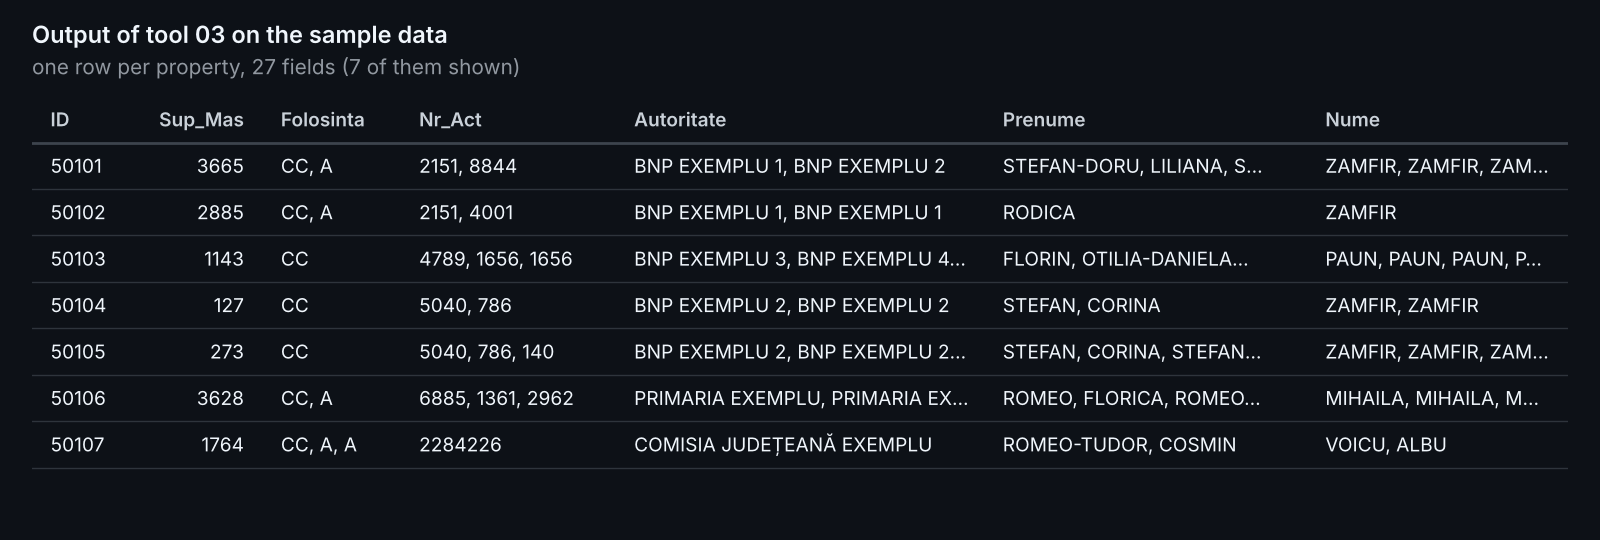 Output of tool 03 on the sample data
one row per property, 27 fields (7 of them shown)
ID Sup_Mas Folosinta Nr_Act Autoritate Prenume Nume
50101 3665 CC, A 2151, 8844 BNP EXEMPLU 1, BNP EXEMPLU 2 STEFAN-DORU, LILIANA, S... ZAMFIR, ZAMFIR, ZAM...
50102 2885 CC, A 2151, 4001 BNP EXEMPLU 1, BNP EXEMPLU 1 RODICA ZAMFIR
50103 1143 CC 4789, 1656, 1656 BNP EXEMPLU 3, BNP EXEMPLU 4... FLORIN, OTILIA-DANIELA... PAUN, PAUN, PAUN, P...
50104 127 CC 5040, 786 BNP EXEMPLU 2, BNP EXEMPLU 2 STEFAN, CORINA ZAMFIR, ZAMFIR
50105 273 CC 5040, 786, 140 BNP EXEMPLU 2, BNP EXEMPLU 2... STEFAN, CORINA, STEFAN... ZAMFIR, ZAMFIR, ZAM...
50106 3628 CC, A 6885, 1361, 2962 PRIMARIA EXEMPLU, PRIMARIA EX... ROMEO, FLORICA, ROMEO... MIHAILA, MIHAILA, M...
50107 1764 CC, A, A 2284226 COMISIA JUDEȚEANĂ EXEMPLU ROMEO-TUDOR, COSMIN VOICU, ALBU